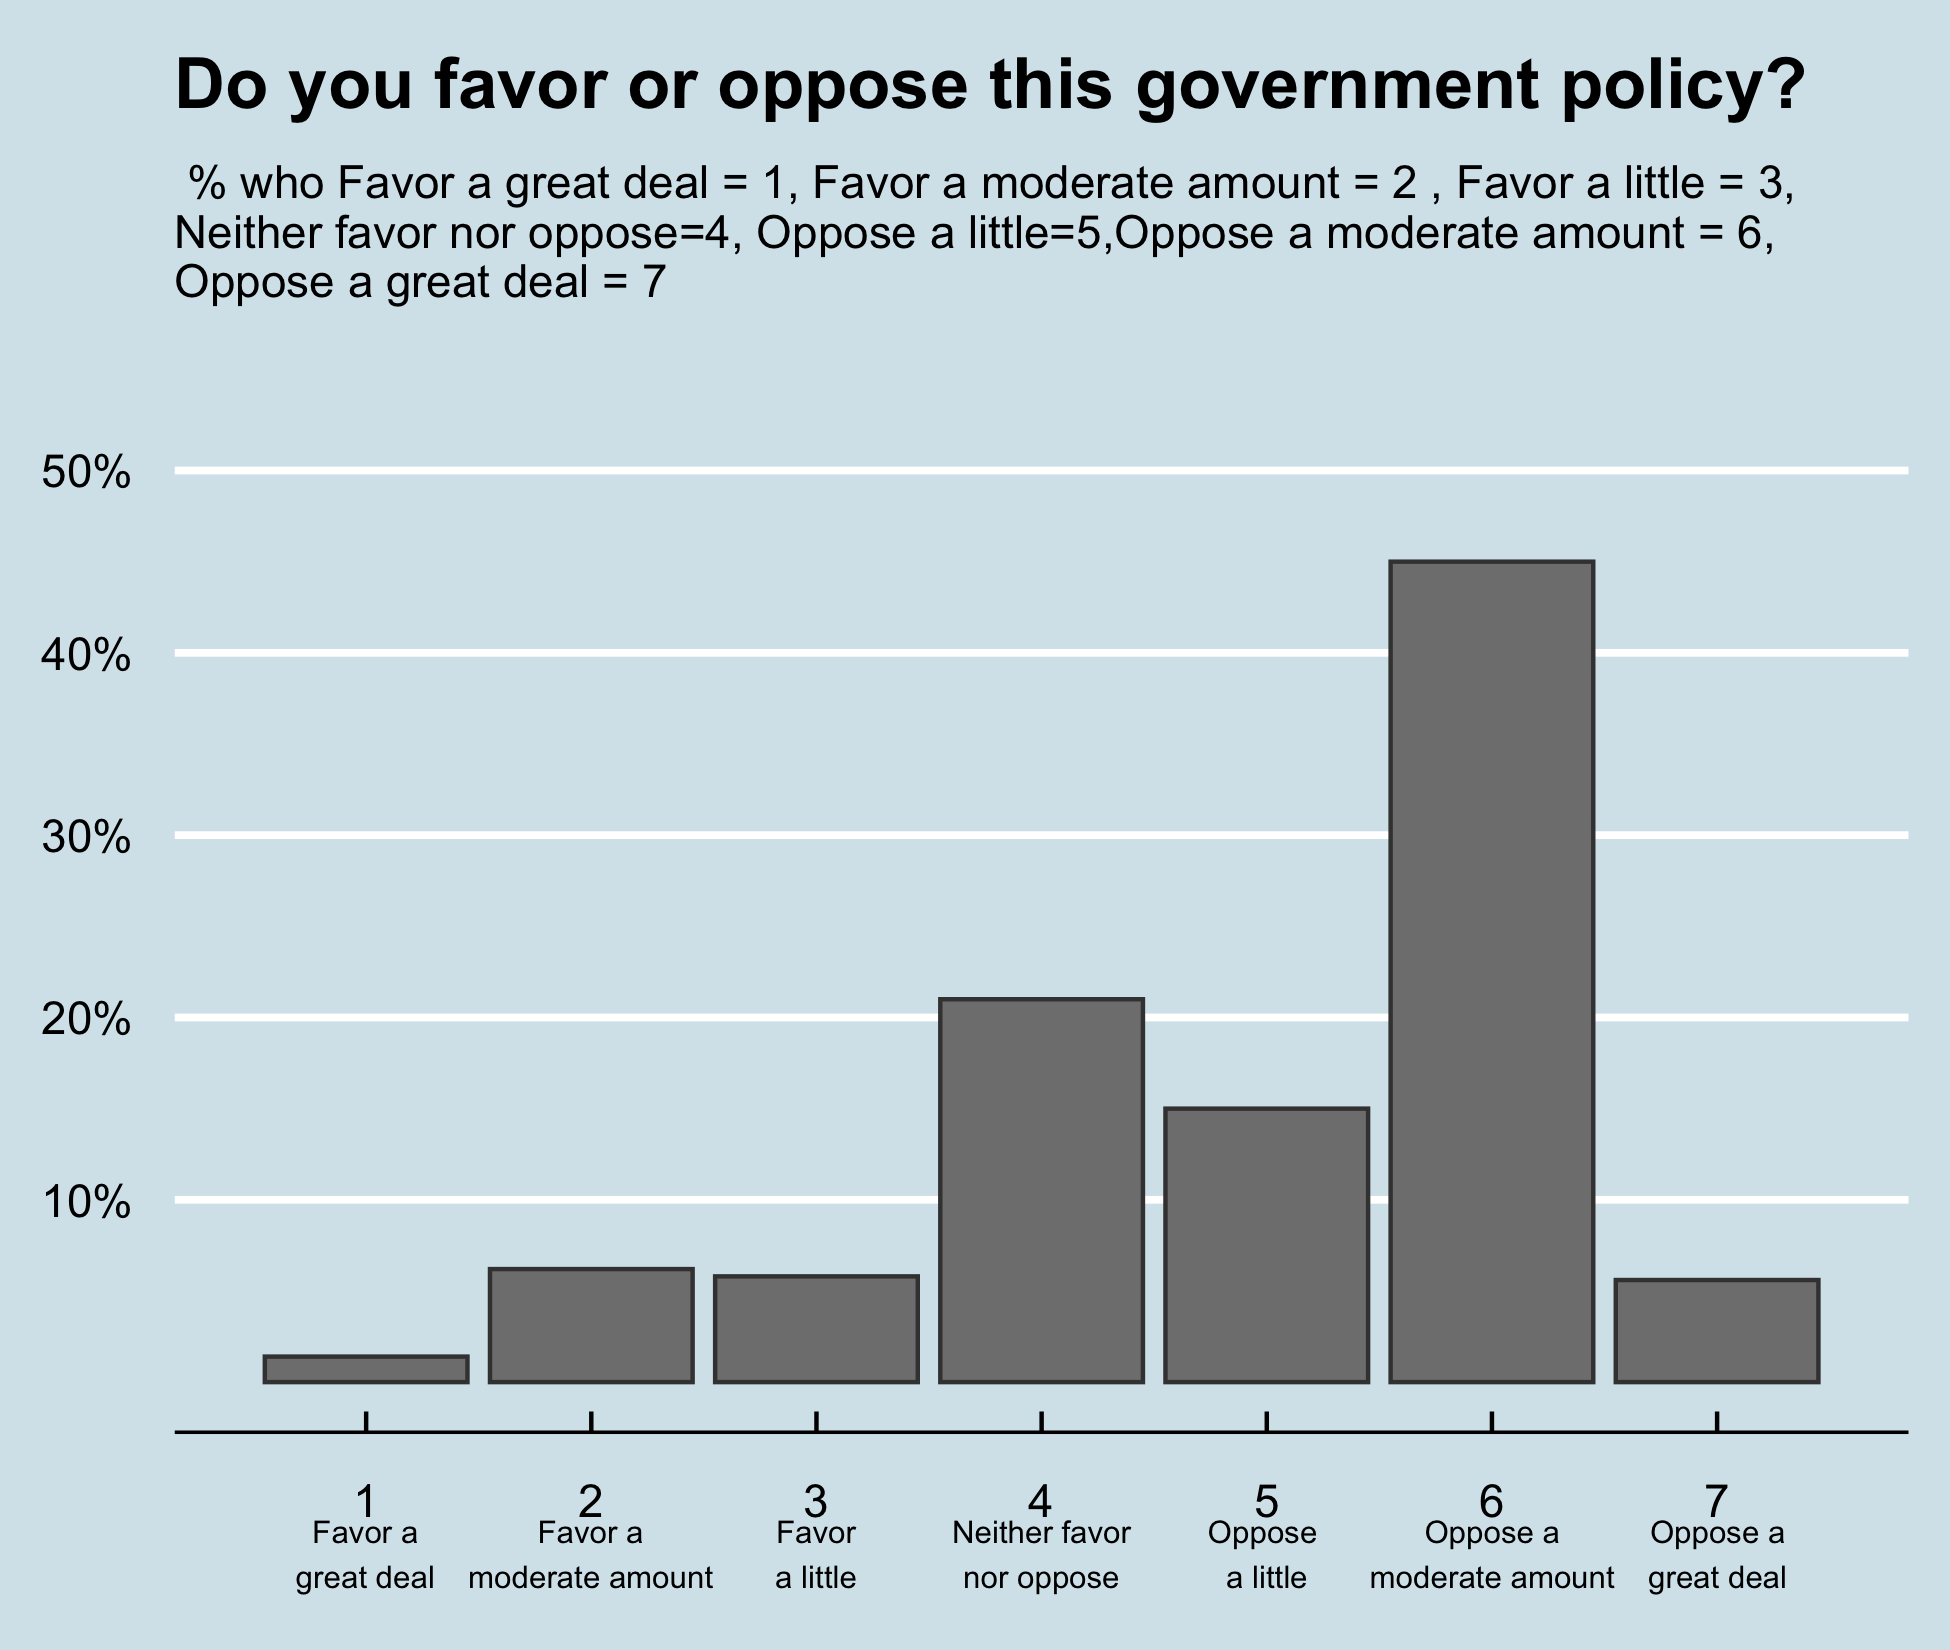 Do you favor or oppose this government policy?
% who Favor a great deal = 1, Favor a moderate amount = 2 , Favor a little = 3,
Neither favor nor oppose=4, Oppose a little=5,Oppose a moderate amount = 6,
Oppose a great deal = 7
50%
40%
30%
20%
10%
1 2 3 4 5 6 7
Favor a Favor a Favor Neither favor Oppose Oppose a Oppose a
great deal moderate amount a little nor oppose a little moderate amount great deal